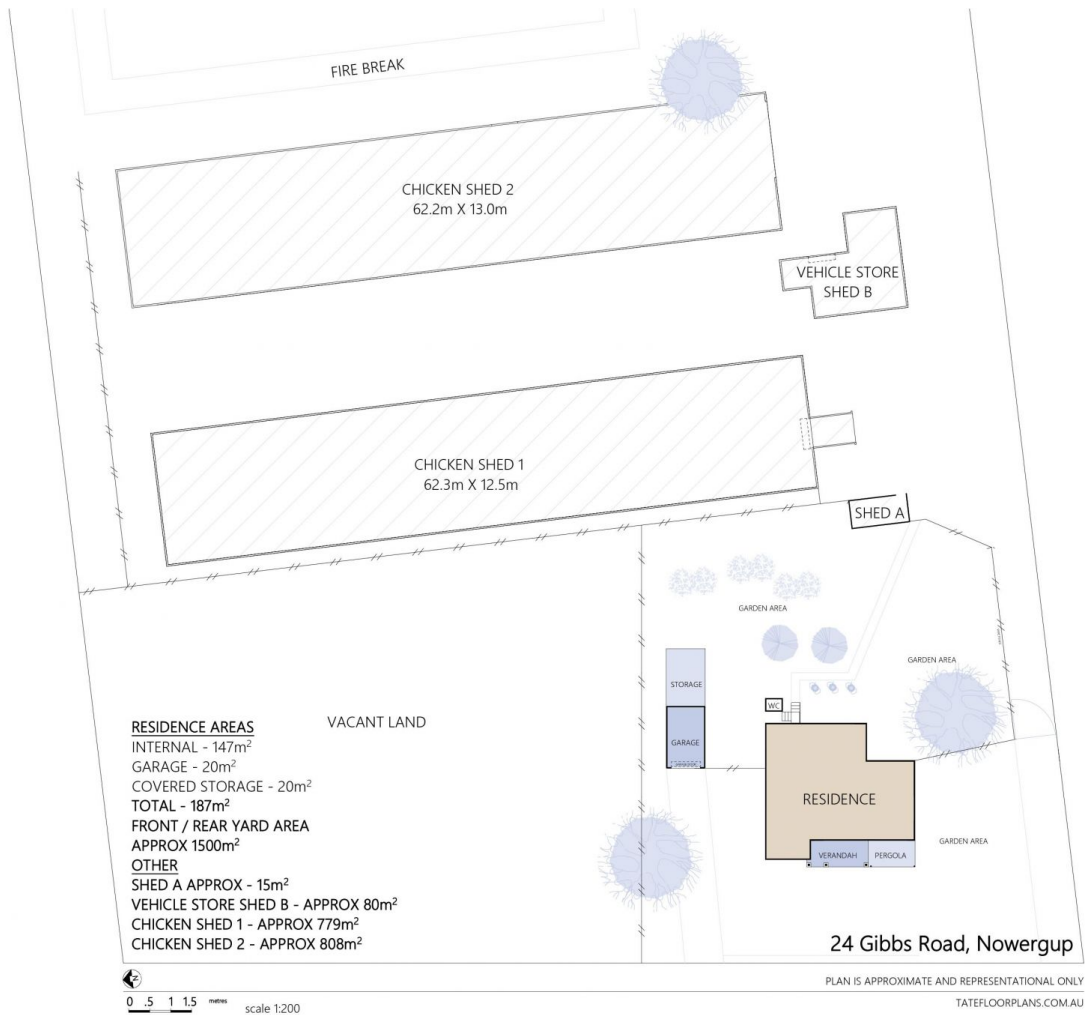 FIRE BREAK
CHICKEN SHED 2
62.2m X 13.0m
VEHICLE STORE
SHED B
CHICKEN SHED 1
62.3m X 12.5m
SHED A
GARDEN AREA
GARDEN AREA
STORAGE
WC
GARAGE
RESIDENCE
VERANDAH
PERGOLA
GARDEN AREA
VACANT LAND
RESIDENCE AREAS
INTERNAL - 147m²
GARAGE - 20m²
COVERED STORAGE - 20m²
TOTAL - 187m²
FRONT / REAR YARD AREA
APPROX 1500m²
OTHER
SHED A APPROX - 15m²
VEHICLE STORE SHED B - APPROX 80m²
CHICKEN SHED 1 - APPROX 779m²
CHICKEN SHED 2 - APPROX 808m²
24 Gibbs Road, Nowergup
N
PLAN IS APPROXIMATE AND REPRESENTATIONAL ONLY
0 .5 1 1.5 metres scale 1:200
TATEFLOORPLANS.COM.AU